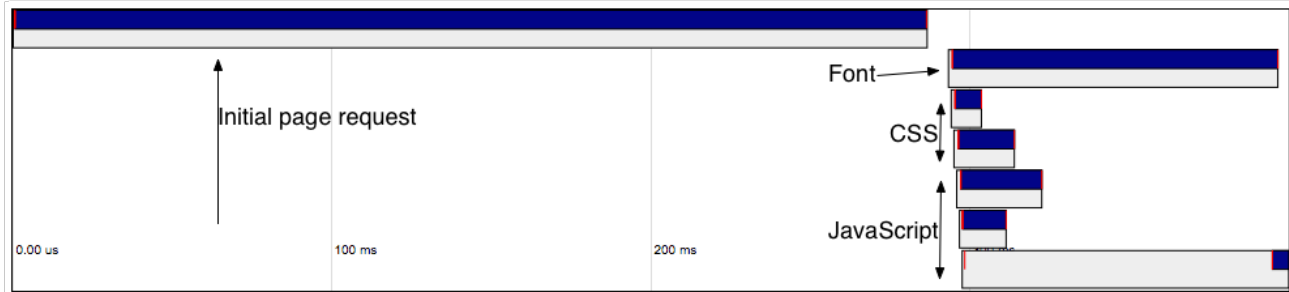 Font
Initial page request
CSS
JavaScript
0.00 us
100 ms
200 ms